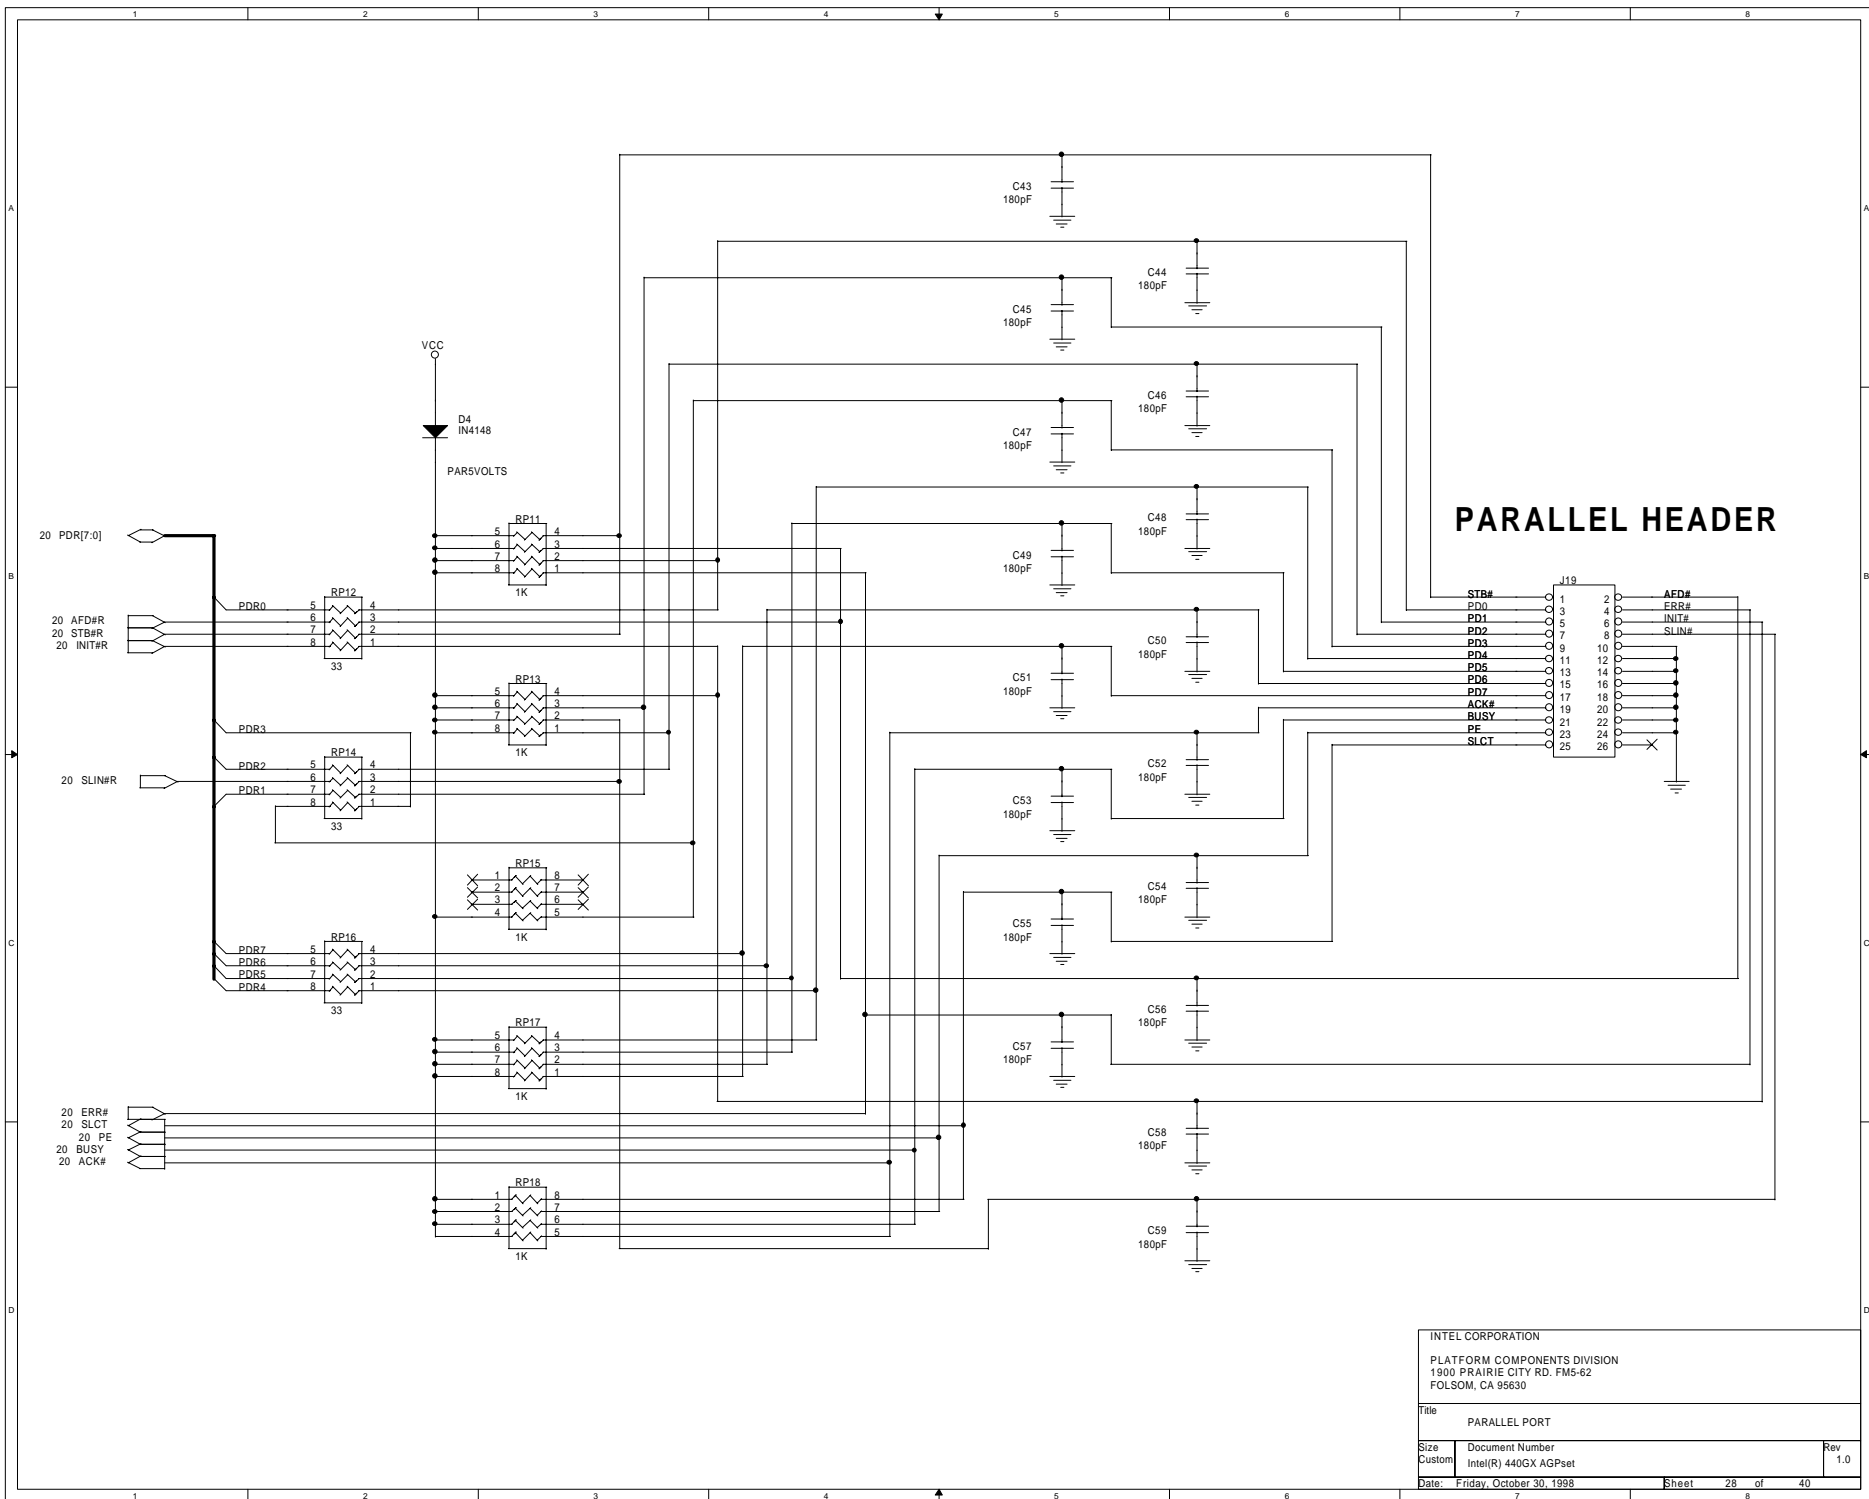 1 2 3 4 5 6 7 8
A A
B B
C C
D D
C43
180pF
C44
180pF
C45
180pF
C46
180pF
C47
180pF
C48
180pF
C49
180pF
C50
180pF
C51
180pF
C52
180pF
C53
180pF
C54
180pF
C55
180pF
C56
180pF
C57
180pF
C58
180pF
C59
180pF
VCC
D4
IN4148
PAR5VOLTS
20 PDR[7:0]
20 AFD#R
20 STB#R
20 INIT#R
20 SLIN#R
20 ERR#
20 SLCT
20 PE
20 BUSY
20 ACK#
PDR0
PDR3
PDR2
PDR1
PDR7
PDR6
PDR5
PDR4
RP11
5 4
6 3
7 2
8 1
1K
RP12
5 4
6 3
7 2
8 1
33
RP13
5 4
6 3
7 2
8 1
1K
RP14
5 4
6 3
7 2
8 1
33
RP15
1 8
2 7
3 6
4 5
1K
RP16
5 4
6 3
7 2
8 1
33
RP17
5 4
6 3
7 2
8 1
1K
RP18
1 8
2 7
3 6
4 5
1K
PARALLEL HEADER
J19
STB# 1 2 AFD#
PD0 3 4 ERR#
PD1 5 6 INIT#
PD2 7 8 SLIN#
PD3 9 10
PD4 11 12
PD5 13 14
PD6 15 16
PD7 17 18
ACK# 19 20
BUSY 21 22
PE 23 24
SLCT 25 26
INTEL CORPORATION
PLATFORM COMPONENTS DIVISION
1900 PRAIRIE CITY RD. FM5-62
FOLSOM, CA 95630
Title
PARALLEL PORT
Size Document Number Rev
Custom Intel(R) 440GX AGPset 1.0
Date: Friday, October 30, 1998 Sheet 28 of 40
1 2 3 4 5 6 7 8